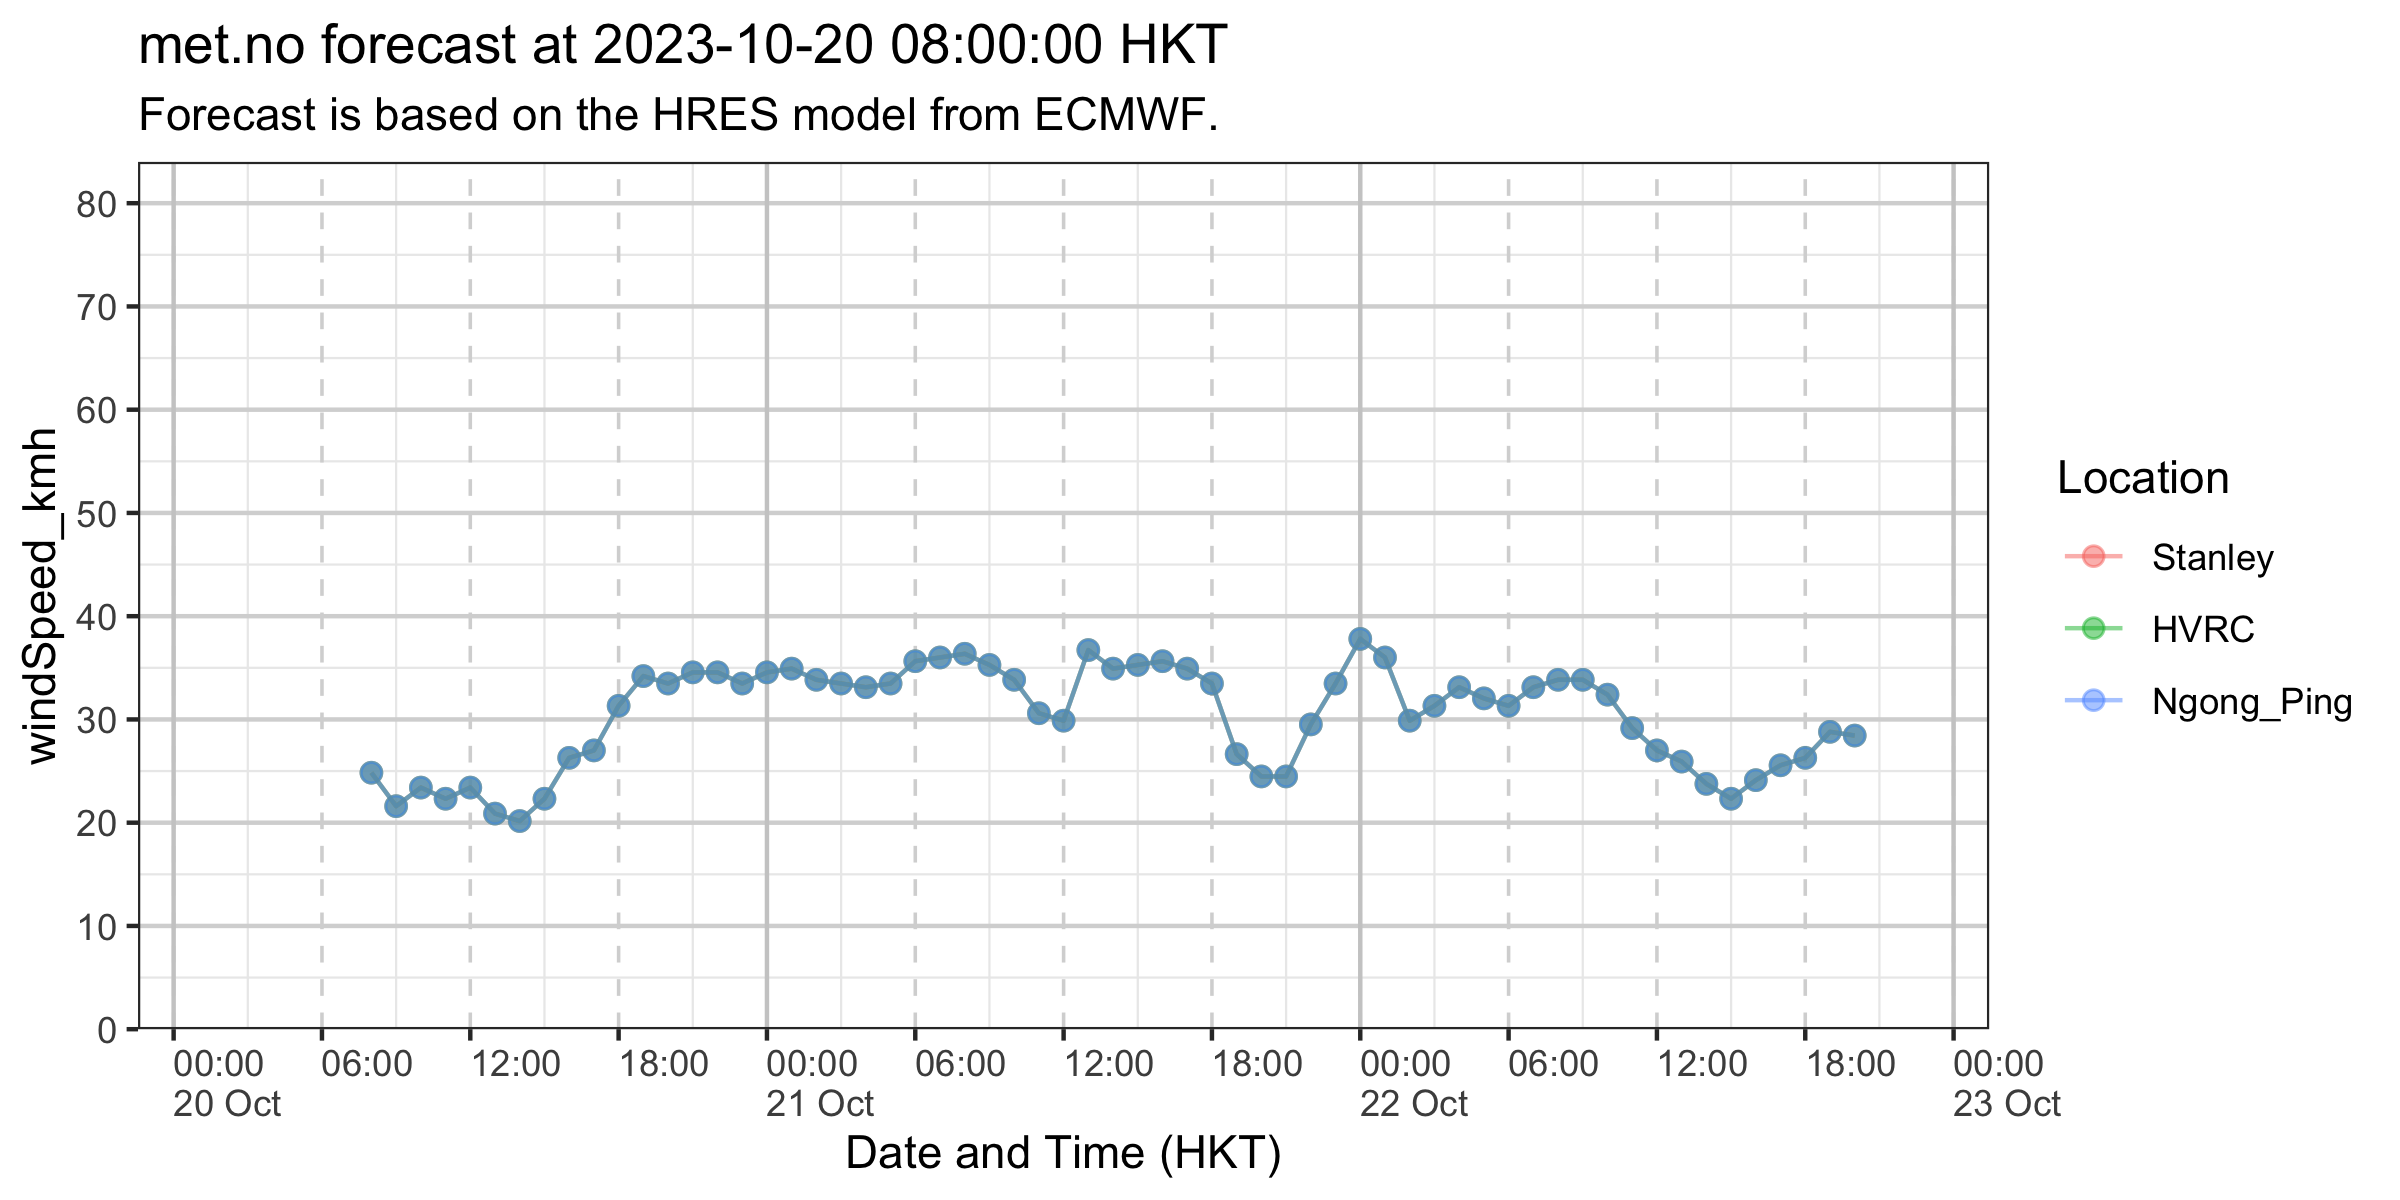 met.no forecast at 2023-10-20 08:00:00 HKT
Forecast is based on the HRES model from ECMWF.
windSpeed_kmh
80
70
60
50
40
30
20
10
0
00:00 06:00 12:00 18:00 00:00 06:00 12:00 18:00 00:00 06:00 12:00 18:00 00:00
20 Oct 21 Oct 22 Oct 23 Oct
Date and Time (HKT)
Location
Stanley
HVRC
Ngong_Ping